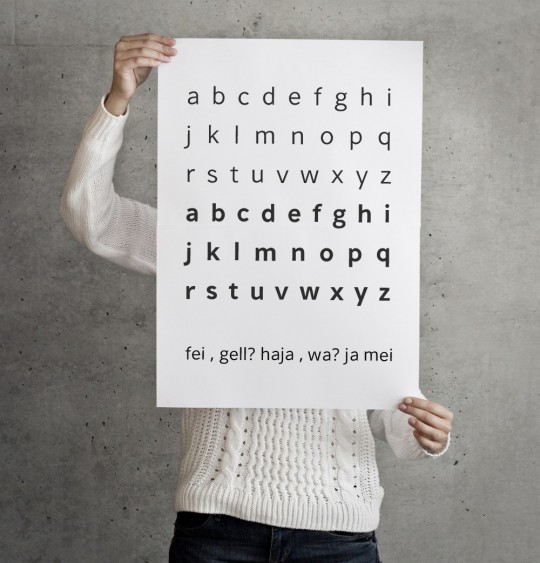 a b c d e f g h i
j k l m n o p q
r s t u v w x y z
a b c d e f g h i
j k l m n o p q
r s t u v w x y z
fei , gell? haja , wa? ja mei